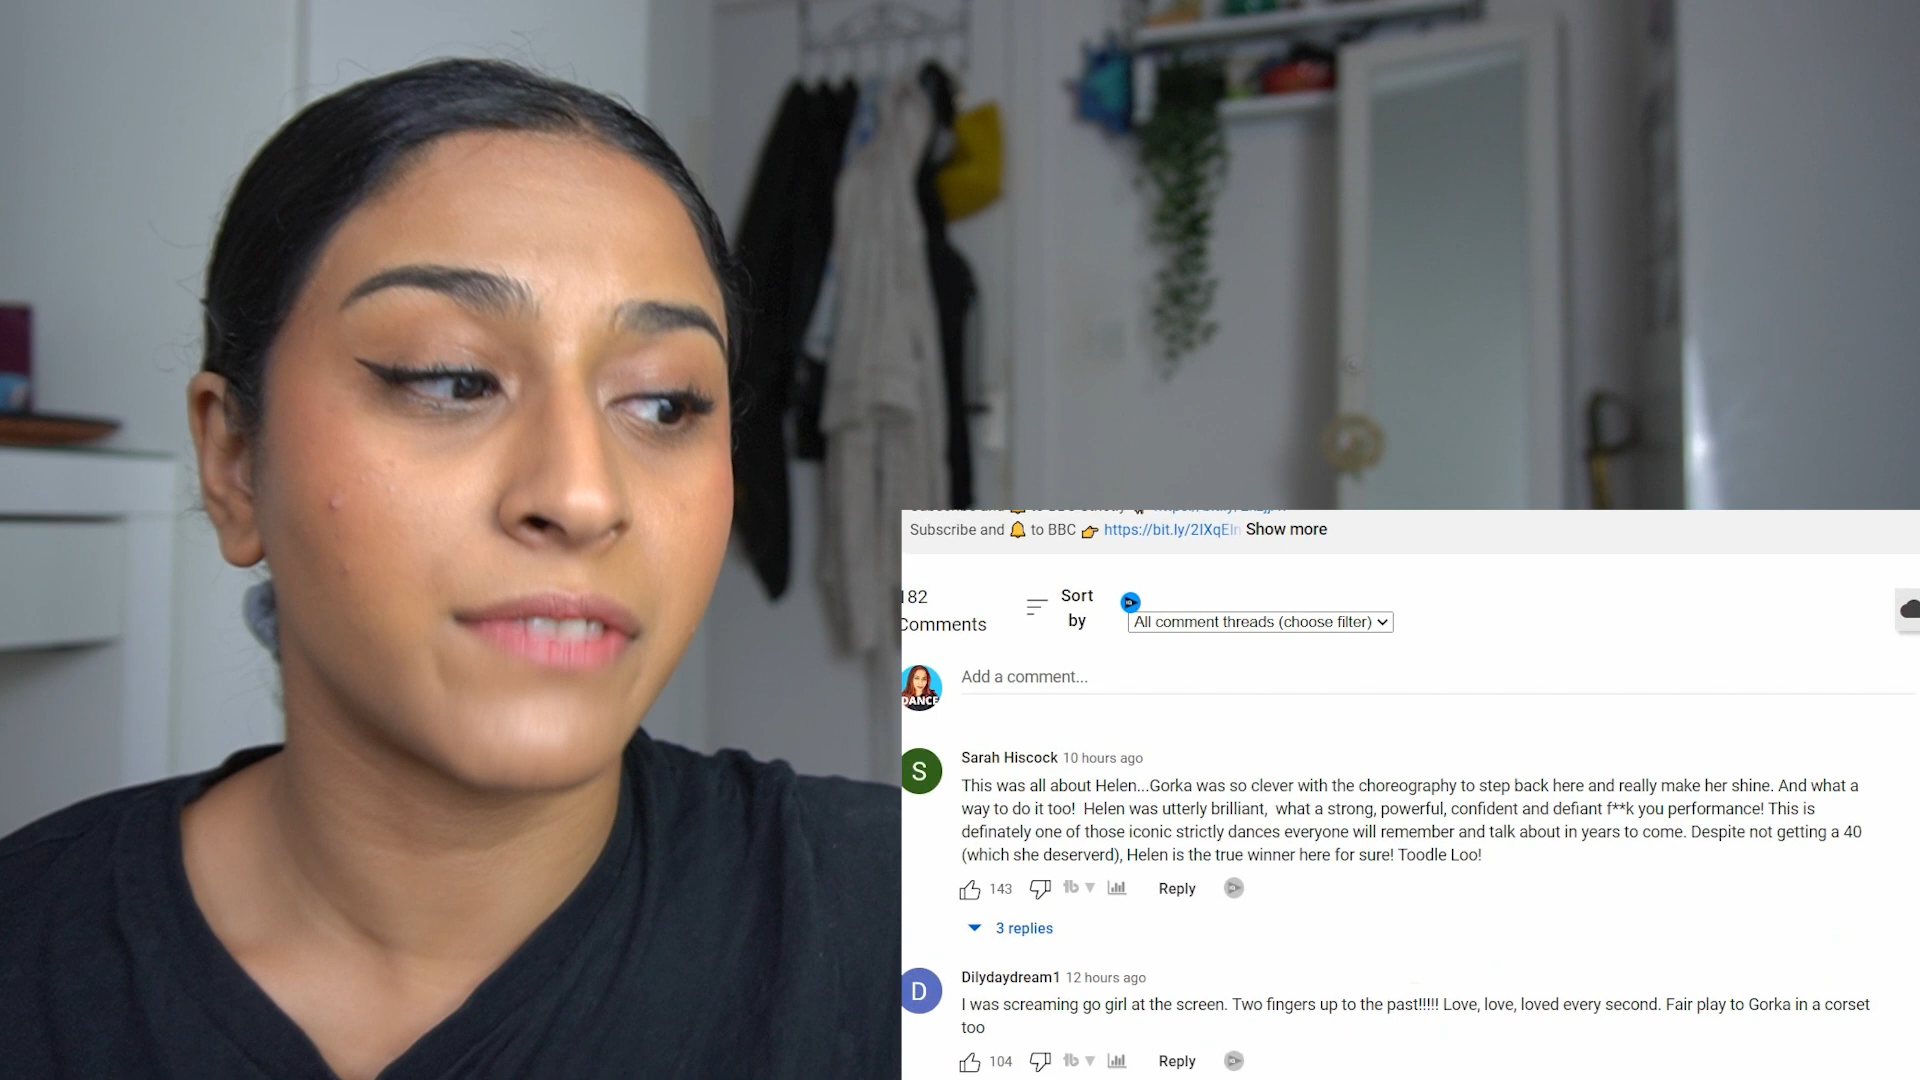 Subscribe and 🔔 to BBC 👉 https://bit.ly/2IXqEIn Show more
182
Comments
Sort
by
All comment threads (choose filter)
DANCE
Add a comment...
S
Sarah Hiscock 10 hours ago
This was all about Helen...Gorka was so clever with the choreography to step back here and really make her shine. And what a
way to do it too!  Helen was utterly brilliant,  what a strong, powerful, confident and defiant f**k you performance! This is
definately one of those iconic strictly dances everyone will remember and talk about in years to come. Despite not getting a 40
(which she deserverd), Helen is the true winner here for sure! Toodle Loo!
143 tb Reply
3 replies
D
Dilydaydream1 12 hours ago
I was screaming go girl at the screen. Two fingers up to the past!!!!! Love, love, loved every second. Fair play to Gorka in a corset
too
104 tb Reply